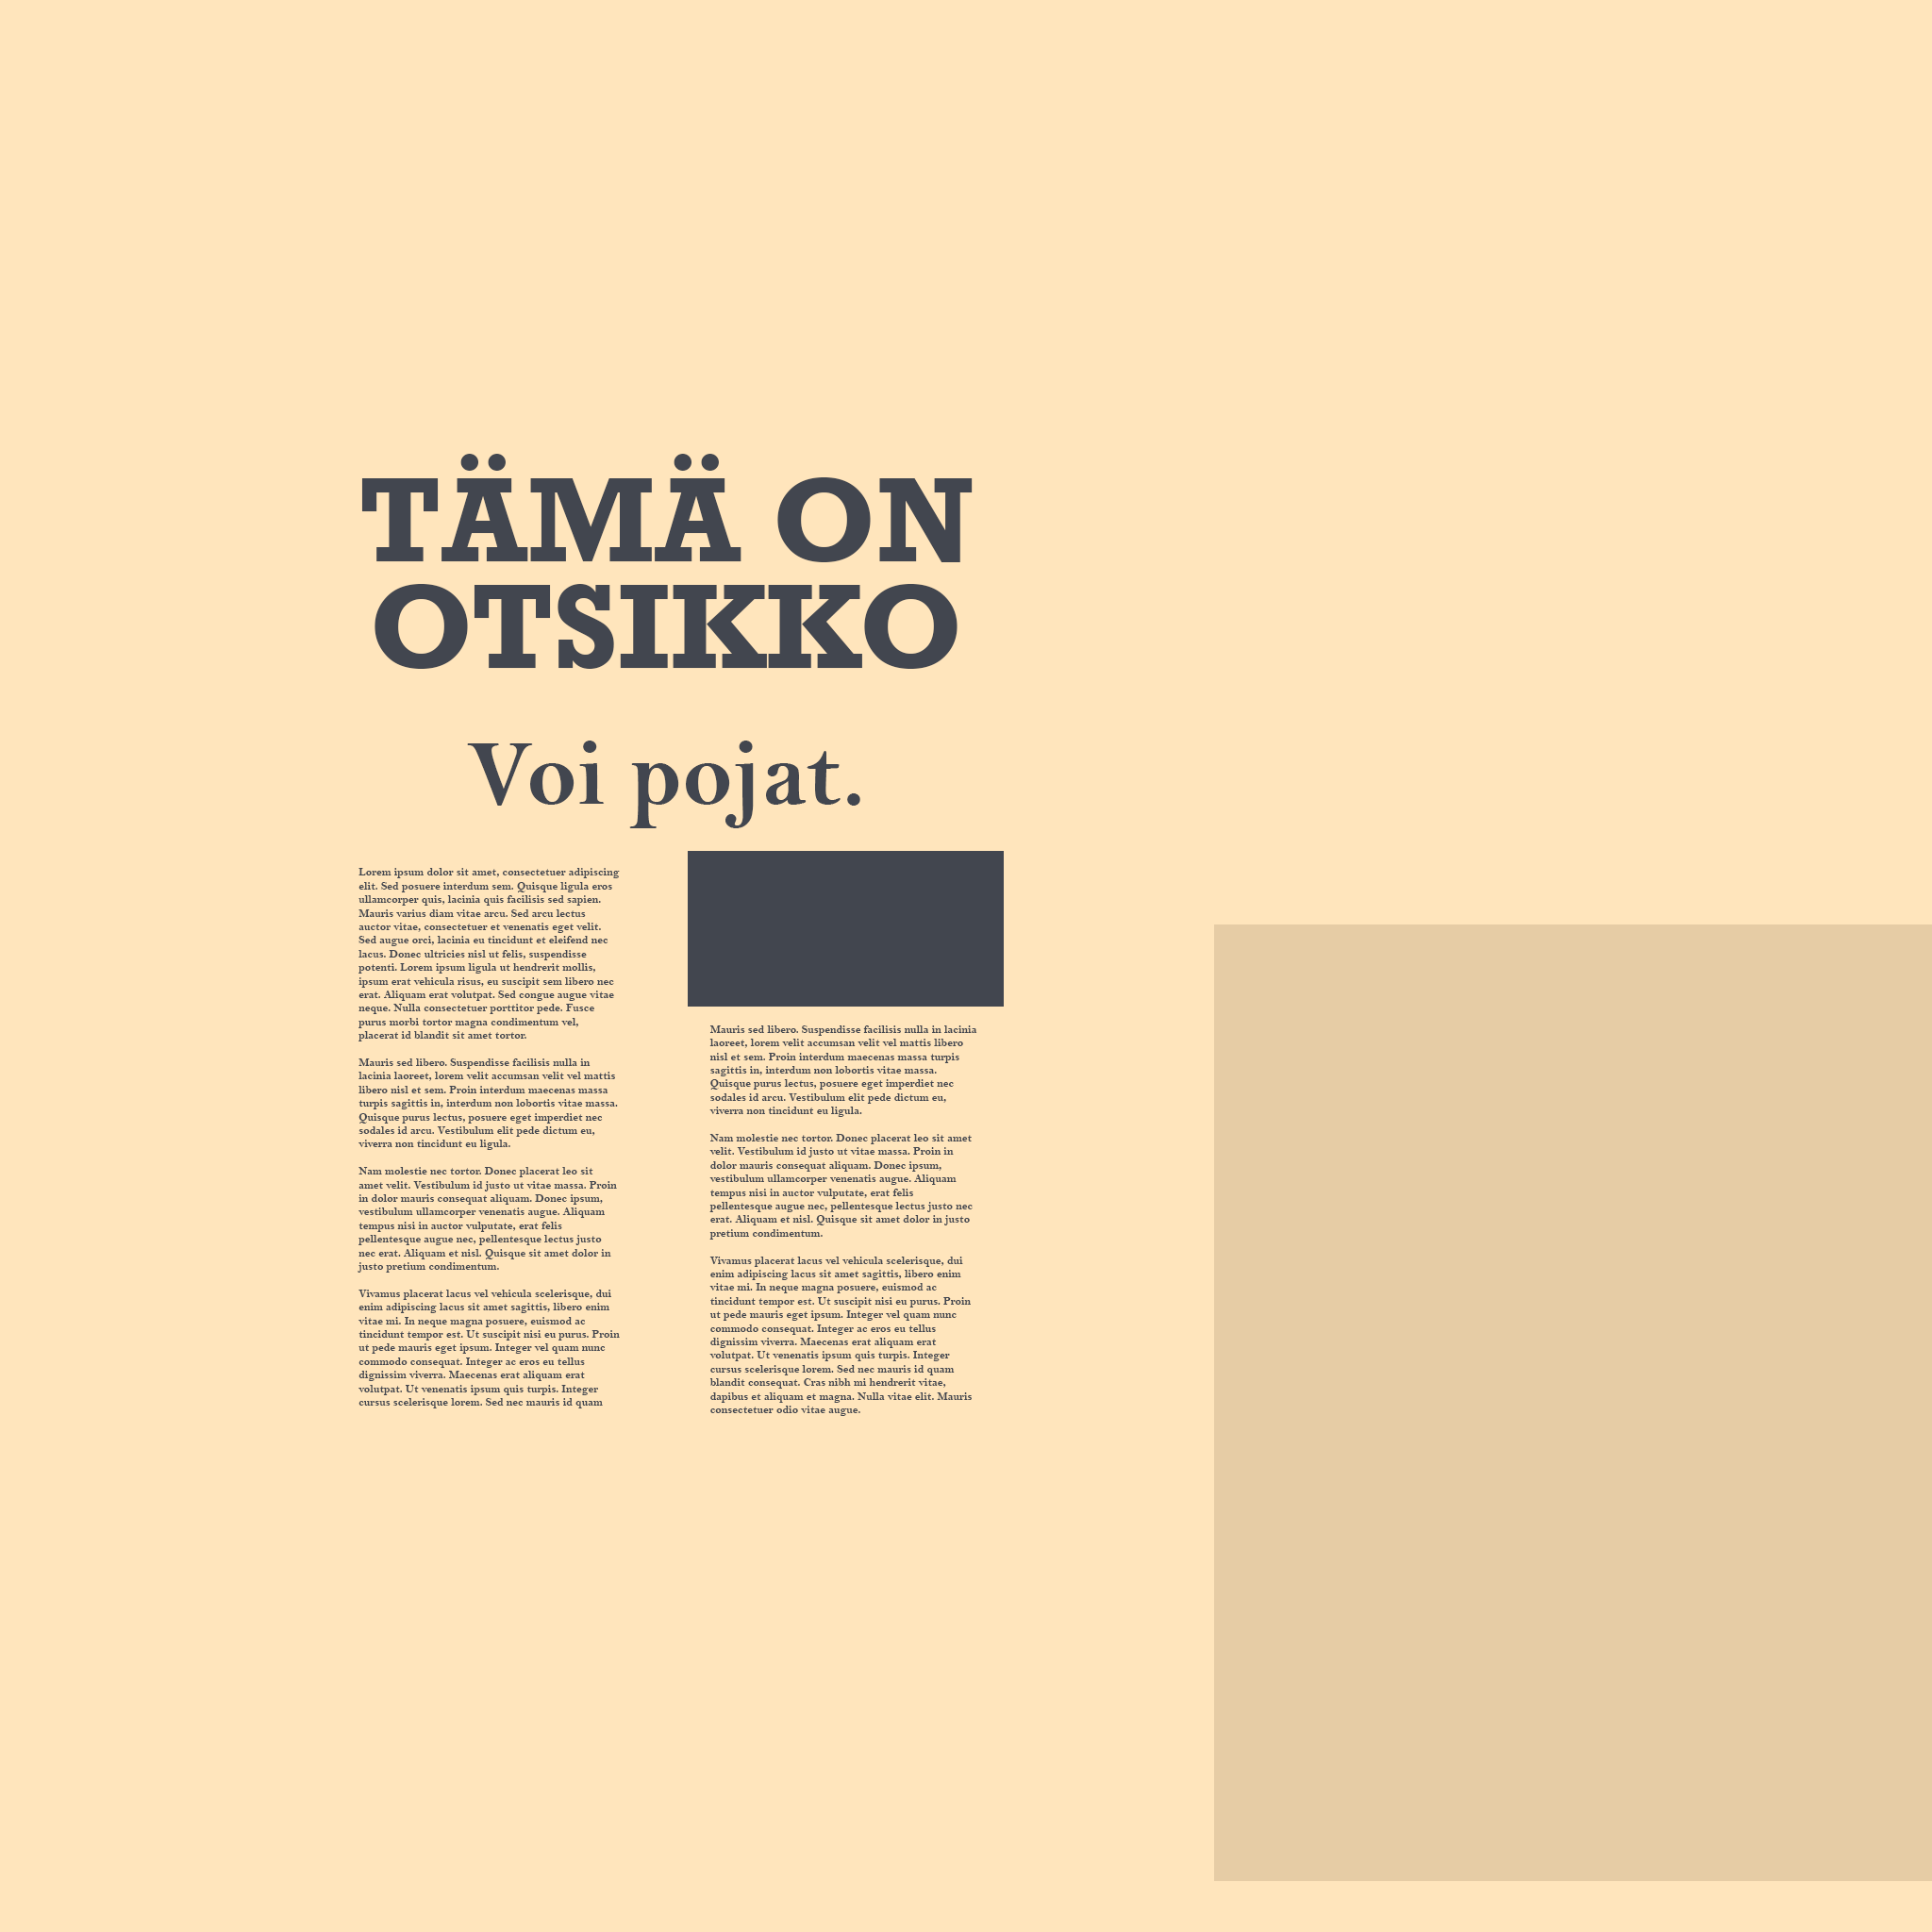 TÄMÄ ON
OTSIKKO
Voi pojat.
Lorem ipsum dolor sit amet, consectetuer adipiscing
elit. Sed posuere interdum sem. Quisque ligula eros
ullamcorper quis, lacinia quis facilisis sed sapien.
Mauris varius diam vitae arcu. Sed arcu lectus
auctor vitae, consectetuer et venenatis eget velit.
Sed augue orci, lacinia eu tincidunt et eleifend nec
lacus. Donec ultricies nisl ut felis, suspendisse
potenti. Lorem ipsum ligula ut hendrerit mollis,
ipsum erat vehicula risus, eu suscipit sem libero nec
erat. Aliquam erat volutpat. Sed congue augue vitae
neque. Nulla consectetuer porttitor pede. Fusce
purus morbi tortor magna condimentum vel,
placerat id blandit sit amet tortor.
Mauris sed libero. Suspendisse facilisis nulla in
lacinia laoreet, lorem velit accumsan velit vel mattis
libero nisl et sem. Proin interdum maecenas massa
turpis sagittis in, interdum non lobortis vitae massa.
Quisque purus lectus, posuere eget imperdiet nec
sodales id arcu. Vestibulum elit pede dictum eu,
viverra non tincidunt eu ligula.
Nam molestie nec tortor. Donec placerat leo sit
amet velit. Vestibulum id justo ut vitae massa. Proin
in dolor mauris consequat aliquam. Donec ipsum,
vestibulum ullamcorper venenatis augue. Aliquam
tempus nisi in auctor vulputate, erat felis
pellentesque augue nec, pellentesque lectus justo
nec erat. Aliquam et nisl. Quisque sit amet dolor in
justo pretium condimentum.
Vivamus placerat lacus vel vehicula scelerisque, dui
enim adipiscing lacus sit amet sagittis, libero enim
vitae mi. In neque magna posuere, euismod ac
tincidunt tempor est. Ut suscipit nisi eu purus. Proin
ut pede mauris eget ipsum. Integer vel quam nunc
commodo consequat. Integer ac eros eu tellus
dignissim viverra. Maecenas erat aliquam erat
volutpat. Ut venenatis ipsum quis turpis. Integer
cursus scelerisque lorem. Sed nec mauris id quam
Mauris sed libero. Suspendisse facilisis nulla in lacinia
laoreet, lorem velit accumsan velit vel mattis libero
nisl et sem. Proin interdum maecenas massa turpis
sagittis in, interdum non lobortis vitae massa.
Quisque purus lectus, posuere eget imperdiet nec
sodales id arcu. Vestibulum elit pede dictum eu,
viverra non tincidunt eu ligula.
Nam molestie nec tortor. Donec placerat leo sit amet
velit. Vestibulum id justo ut vitae massa. Proin in
dolor mauris consequat aliquam. Donec ipsum,
vestibulum ullamcorper venenatis augue. Aliquam
tempus nisi in auctor vulputate, erat felis
pellentesque augue nec, pellentesque lectus justo nec
erat. Aliquam et nisl. Quisque sit amet dolor in justo
pretium condimentum.
Vivamus placerat lacus vel vehicula scelerisque, dui
enim adipiscing lacus sit amet sagittis, libero enim
vitae mi. In neque magna posuere, euismod ac
tincidunt tempor est. Ut suscipit nisi eu purus. Proin
ut pede mauris eget ipsum. Integer vel quam nunc
commodo consequat. Integer ac eros eu tellus
dignissim viverra. Maecenas erat aliquam erat
volutpat. Ut venenatis ipsum quis turpis. Integer
cursus scelerisque lorem. Sed nec mauris id quam
blandit consequat. Cras nibh mi hendrerit vitae,
dapibus et aliquam et magna. Nulla vitae elit. Mauris
consectetuer odio vitae augue.